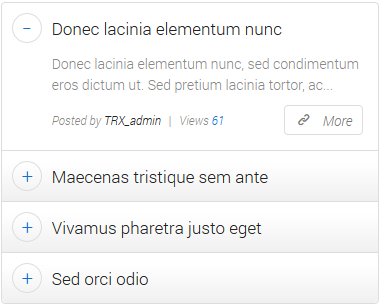 Donec lacinia elementum nunc
Donec lacinia elementum nunc, sed condimentum
eros dictum ut. Sed pretium lacinia tortor, ac...
Posted by TRX_admin | Views 61 More
Maecenas tristique sem ante
Vivamus pharetra justo eget
Sed orci odio